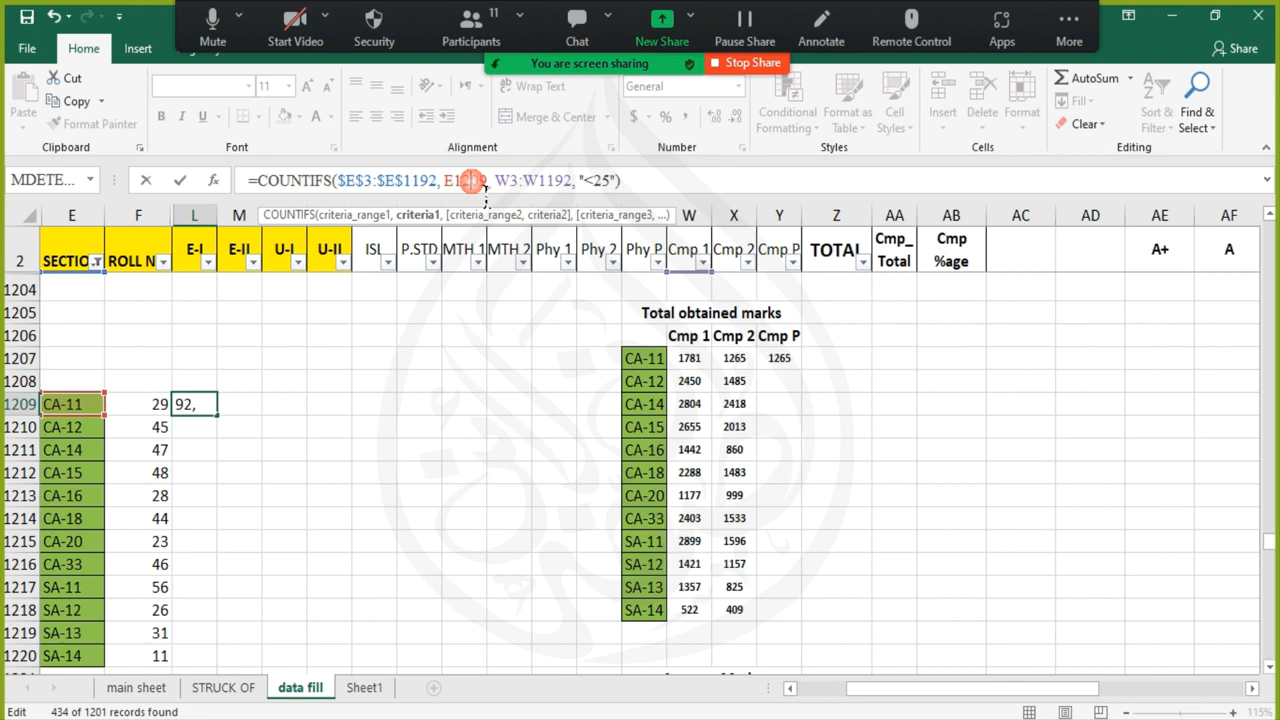 11
Mute Start Video Security Participants Chat New Share Pause Share Annotate Remote Control Apps More
You are screen sharing Stop Share
File Home Insert Share
Cut
Copy
Format Painter
Paste
11
Wrap Text
Merge & Center
General
Conditional Formatting
Format as Table
Cell Styles
Insert Delete Format
AutoSum
Fill
Clear
Sort & Filter
Find & Select
Clipboard Font Alignment Number Styles Cells Editing
MDETE... =COUNTIFS($E$3:$E$1192, E1209, W3:W1192, "<25")
COUNTIFS(criteria_range1, criteria1, [criteria_range2, criteria2], [criteria_range3, ...)
E F L M W X Y Z AA AB AC AD AE AF
2 SECTIO ROLL N E-I E-II U-I U-II ISL P.STD MTH 1 MTH 2 Phy 1 Phy 2 Phy P Cmp 1 Cmp 2 Cmp P TOTAL Cmp_ Total Cmp %age A+ A
1204
1205 Total obtained marks
1206 Cmp 1 Cmp 2 Cmp P
1207 CA-11 1781 1265 1265
1208 CA-12 2450 1485
1209 CA-11 29 92, CA-14 2804 2418
1210 CA-12 45 CA-15 2655 2013
1211 CA-14 47 CA-16 1442 860
1212 CA-15 48 CA-18 2288 1483
1213 CA-16 28 CA-20 1177 999
1214 CA-18 44 CA-33 2403 1533
1215 CA-20 23 SA-11 2899 1596
1216 CA-33 46 SA-12 1421 1157
1217 SA-11 56 SA-13 1357 825
1218 SA-12 26 SA-14 522 409
1219 SA-13 31
1220 SA-14 11
main sheet STRUCK OF data fill Sheet1
Edit 434 of 1201 records found 115%